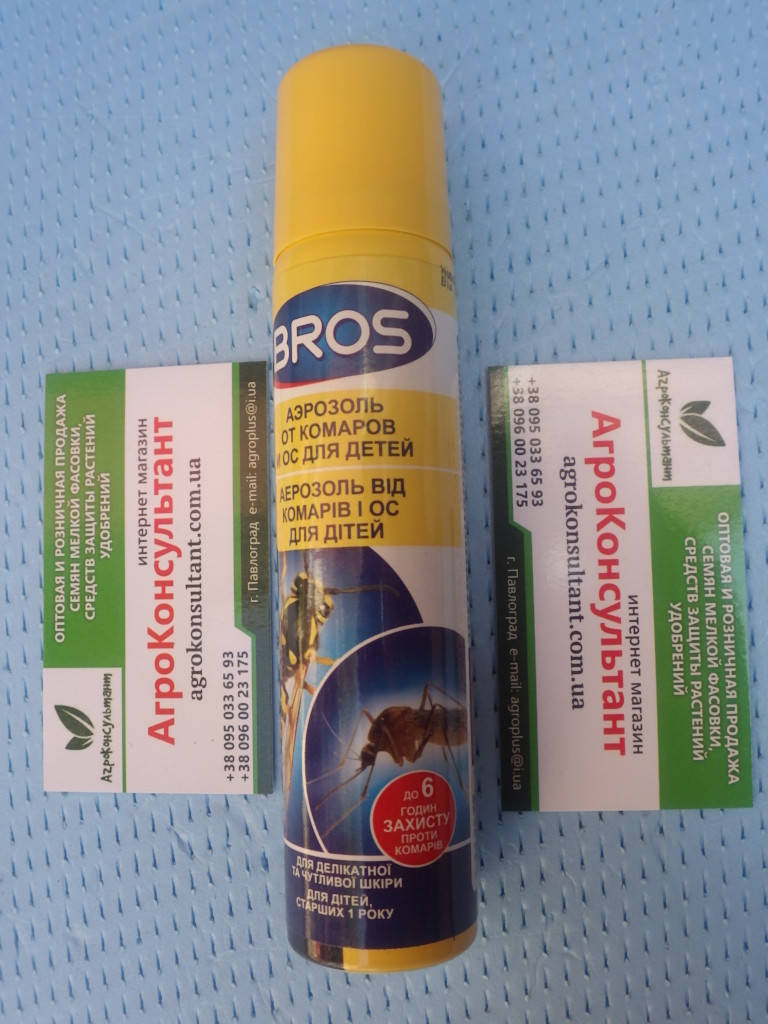 BROS
АЭРОЗОЛЬ
ОТ КОМАРОВ
И ОС ДЛЯ ДЕТЕЙ
АЕРОЗОЛЬ ВІД
КОМАРІВ І ОС
ДЛЯ ДІТЕЙ
ДО 6
ГОДИН
ЗАХИСТУ
ПРОТИ
КОМАРІВ
ДЛЯ ДЕЛІКАТНОЇ
ТА ЧУТЛИВОЇ ШКІРИ
ДЛЯ ДІТЕЙ,
СТАРШИХ 1 РОКУ
АгроКонсультант
ОПТОВАЯ И РОЗНИЧНАЯ ПРОДАЖА
СЕМЯН МЕЛКОЙ ФАСОВКИ,
СРЕДСТВ ЗАЩИТЫ РАСТЕНИЙ
УДОБРЕНИЙ
интернет магазин
АгроКонсультант
agrokonsultant.com.ua
+38 095 033 65 93
+38 096 00 23 175
г. Павлоград e-mail: agroplus@i.ua
АгроКонсультант
ОПТОВАЯ И РОЗНИЧНАЯ ПРОДАЖА
СЕМЯН МЕЛКОЙ ФАСОВКИ,
СРЕДСТВ ЗАЩИТЫ РАСТЕНИЙ
УДОБРЕНИЙ
интернет магазин
АгроКонсультант
agrokonsultant.com.ua
+38 095 033 65 93
+38 096 00 23 175
г. Павлоград e-mail: agroplus@i.ua